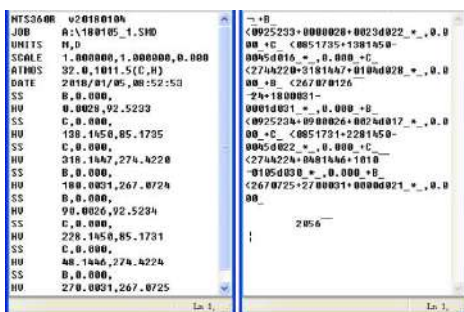 NTS360R v20180104
JOB A:\180105_1.SMD
UNITS M,D
SCALE 1.000000,1.000000,0.000
ATMOS 32.0,1011.5(C,H)
DATE 2018/01/05,08:52:53
SS B,0.000,
HV 0.0028,92.5233
SS C,0.000,
HV 138.1450,85.1735
SS C,0.000,
HV 318.1447,274.4220
SS B,0.000,
HV 180.0031,267.0724
SS B,0.000,
HV 90.0026,92.5234
SS C,0.000,
HV 228.1450,85.1731
SS C,0.000,
HV 48.1446,274.4224
SS B,0.000,
HV 270.0031,267.0725
Ln 1,
¬ +B_
<0925233+0000028+0023d022_*_,0.0
00_+C_ <0851735+1381450-
0045d016_*_,0.000_+C_
<2744220+3181447+0104d028_*_,0.0
00_+B_ <267070126
-24+1800031-
0001d031_*_,0.000_+B_
<0925234+0900026+0024d017_*_,0.0
00_+C_ <0851731+2281450-
0045d022_*_,0.000_+C_
<2744224+0481446+1010
-0105d030_*_,0.000_+B_
<2670725+2700031+0000d021_*_,0.0
00_
2056
Ln 1,